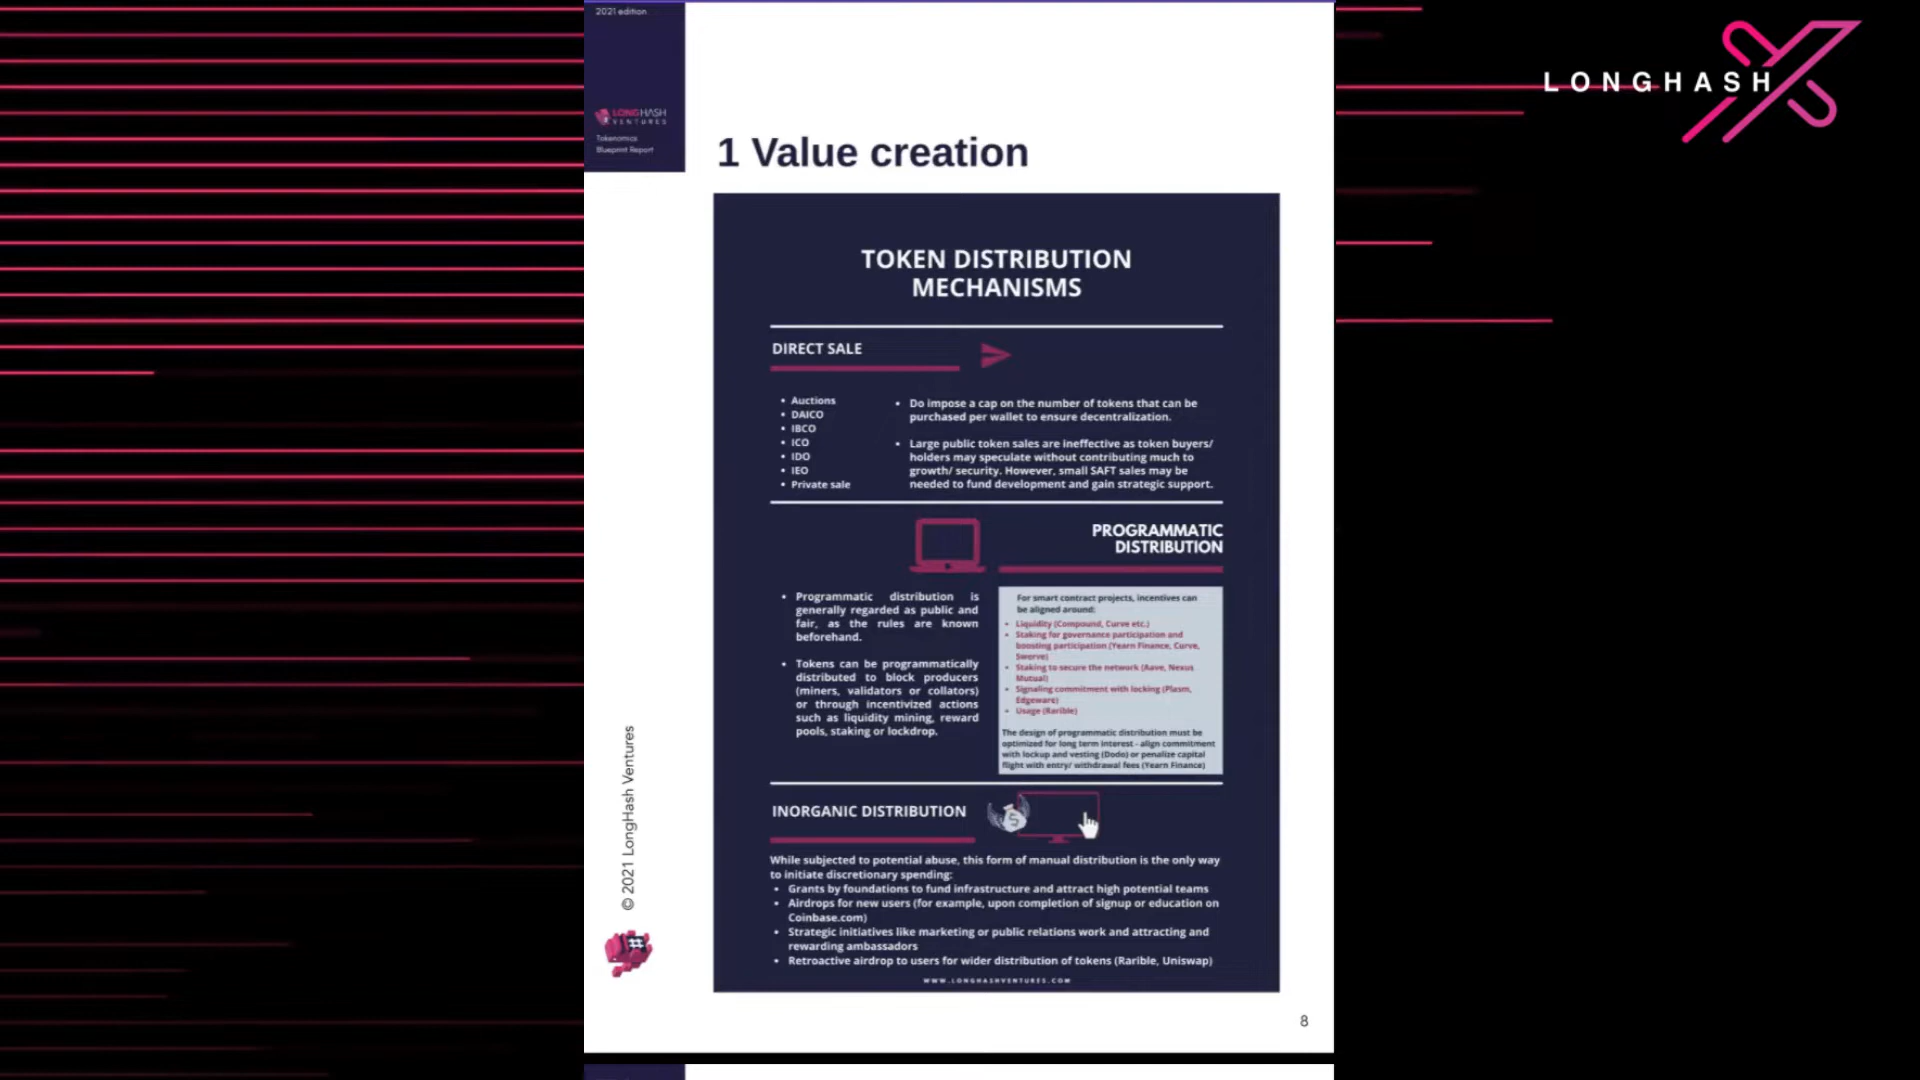 2021 edition
LONGHASH
VENTURES
Tokenomics
Blueprint Report
LONGHASH
1 Value creation
TOKEN DISTRIBUTION
MECHANISMS
DIRECT SALE
• Auctions
• DAICO
• IBCO
• ICO
• IDO
• IEO
• Private sale
• Do impose a cap on the number of tokens that can be
purchased per wallet to ensure decentralization.
• Large public token sales are ineffective as token buyers/
holders may speculate without contributing much to
growth/ security. However, small SAFT sales may be
needed to fund development and gain strategic support.
PROGRAMMATIC
DISTRIBUTION
• Programmatic distribution is
generally regarded as public and
fair, as the rules are known
beforehand.
• Tokens can be programmatically
distributed to block producers
(miners, validators or collators)
or through incentivized actions
such as liquidity mining, reward
pools, staking or lockdrop.
For smart contract projects, incentives can
be aligned around:
• Liquidity (Compound, Curve etc.)
• Staking for governance participation and
boosting participation (Yearn Finance, Curve,
Swerve)
• Staking to secure the network (Aave, Nexus
Mutual)
• Signaling commitment with locking (Plasm,
Edgeware)
• Usage (Rarible)
The design of programmatic distribution must be
optimized for long term interest - align commitment
with lockup and vesting (Dodo) or penalize capital
flight with entry/ withdrawal fees (Yearn Finance)
INORGANIC DISTRIBUTION
While subjected to potential abuse, this form of manual distribution is the only way
to initiate discretionary spending:
• Grants by foundations to fund infrastructure and attract high potential teams
• Airdrops for new users (for example, upon completion of signup or education on
Coinbase.com)
• Strategic initiatives like marketing or public relations work and attracting and
rewarding ambassadors
• Retroactive airdrop to users for wider distribution of tokens (Rarible, Uniswap)
WWW.LONGHASHVENTURES.COM
© 2021 LongHash Ventures
8